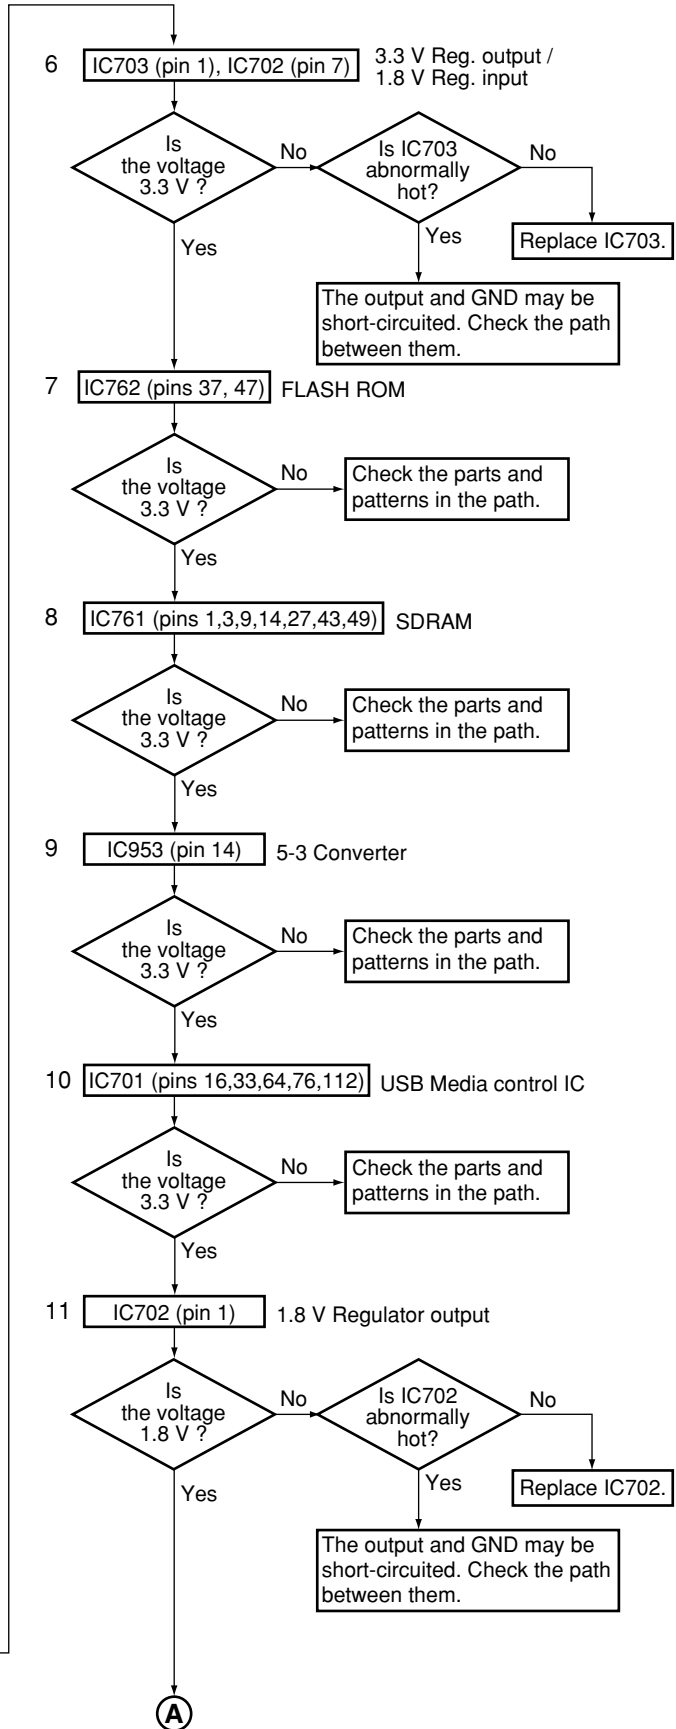 6
IC703 (pin 1), IC702 (pin 7)
3.3 V Reg. output /
1.8 V Reg. input
Is
the voltage
3.3 V ?
No
Is IC703
abnormally
hot?
No
Yes
Yes
Replace IC703.
The output and GND may be
short-circuited. Check the path
between them.
7
IC762 (pins 37, 47)
FLASH ROM
Is
the voltage
3.3 V ?
No
Check the parts and
patterns in the path.
Yes
8
IC761 (pins 1,3,9,14,27,43,49)
SDRAM
Is
the voltage
3.3 V ?
No
Check the parts and
patterns in the path.
Yes
9
IC953 (pin 14)
5-3 Converter
Is
the voltage
3.3 V ?
No
Check the parts and
patterns in the path.
Yes
10
IC701 (pins 16,33,64,76,112)
USB Media control IC
Is
the voltage
3.3 V ?
No
Check the parts and
patterns in the path.
Yes
11
IC702 (pin 1)
1.8 V Regulator output
Is
the voltage
1.8 V ?
No
Is IC702
abnormally
hot?
No
Yes
Yes
Replace IC702.
The output and GND may be
short-circuited. Check the path
between them.
A